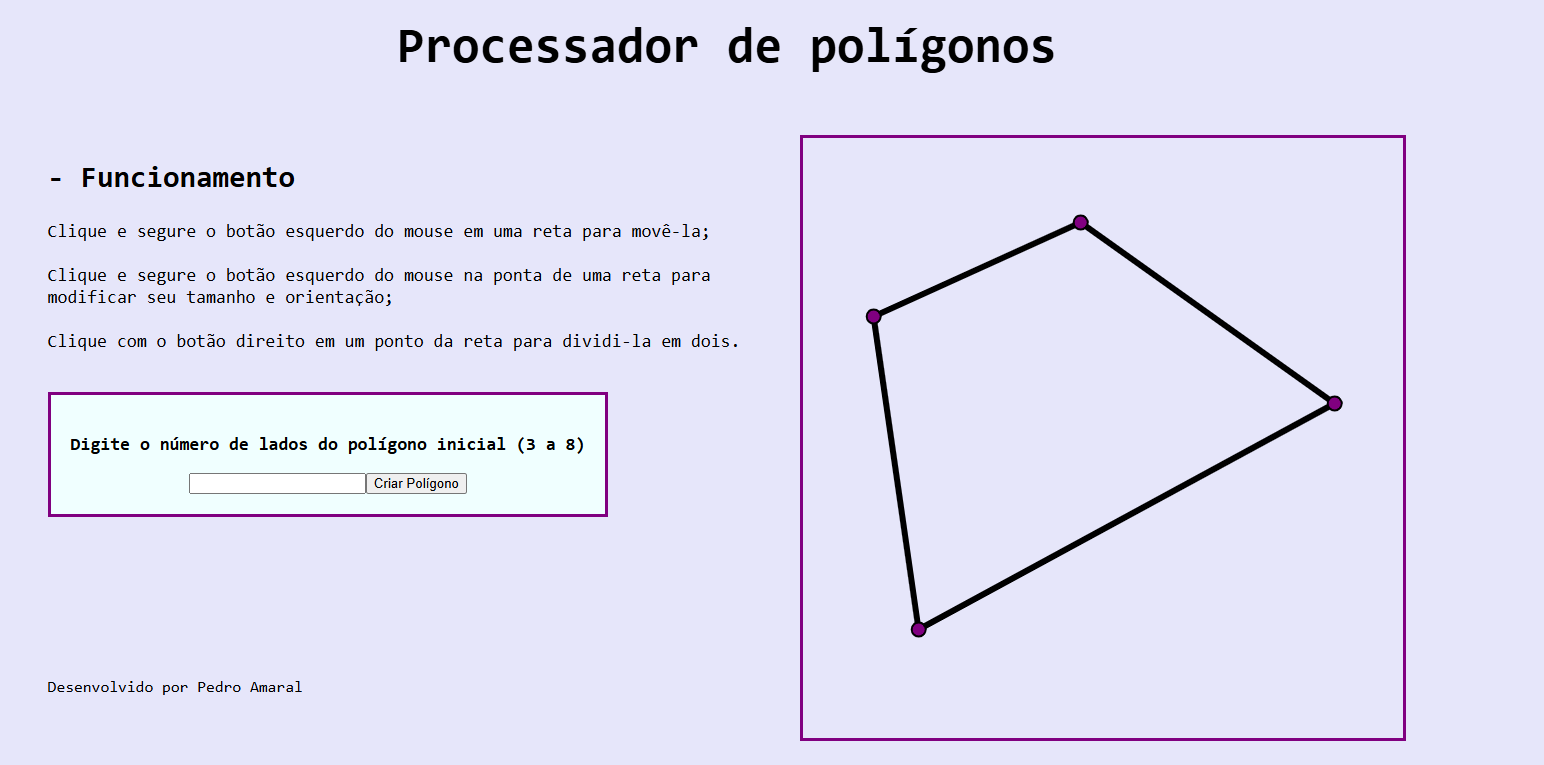 Processador de polígonos
- Funcionamento
Clique e segure o botão esquerdo do mouse em uma reta para movê-la;
Clique e segure o botão esquerdo do mouse na ponta de uma reta para
modificar seu tamanho e orientação;
Clique com o botão direito em um ponto da reta para dividi-la em dois.
Digite o número de lados do polígono inicial (3 a 8)
Criar Polígono
Desenvolvido por Pedro Amaral